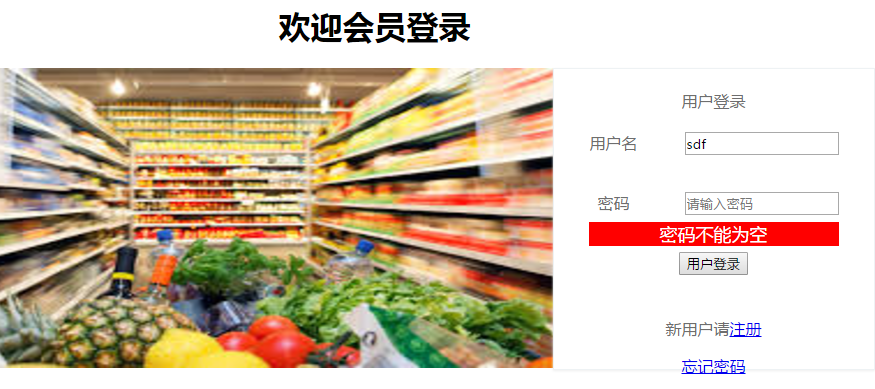 欢迎会员登录
用户登录
用户名 sdf
密码 请输入密码
密码不能为空
用户登录
新用户请注册
忘记密码